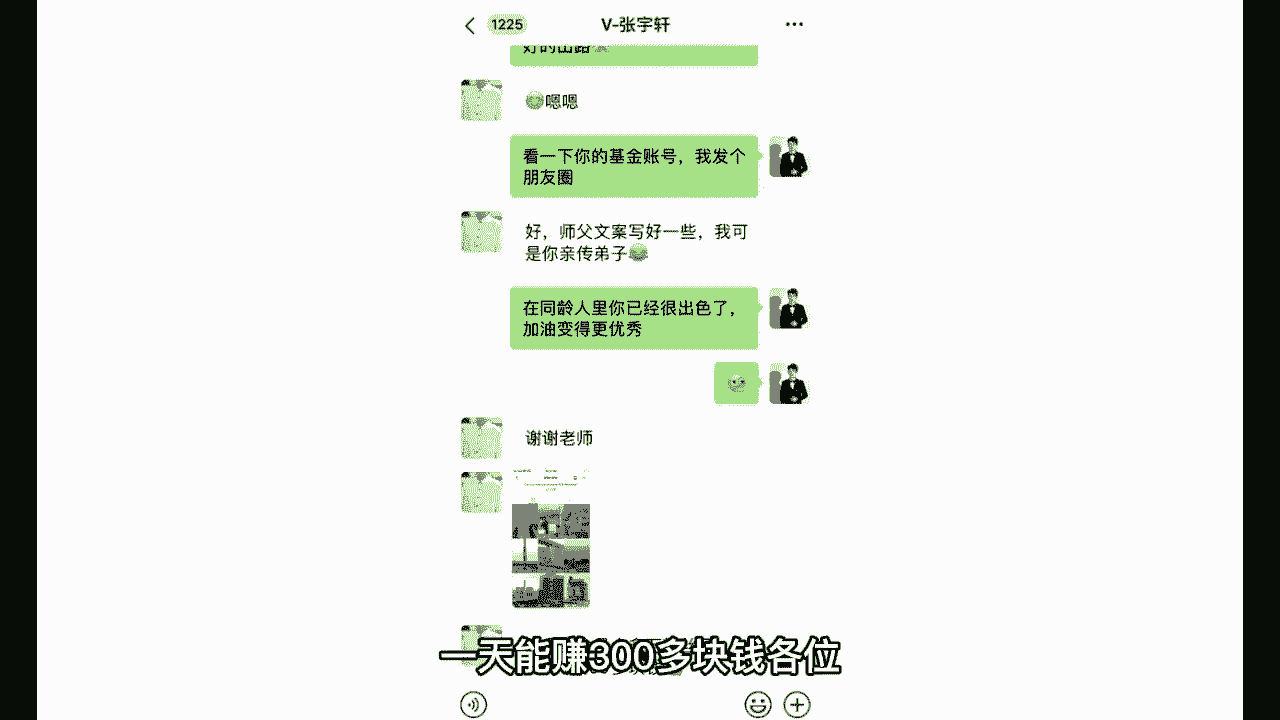 1225
V-张宇轩
好的出路
嗯嗯
看一下你的基金账号，我发个
朋友圈
好，师父文案写好一些，我可
是你亲传弟子
在同龄人里你已经很出色了，
加油变得更优秀
谢谢老师
一天能赚300多块钱各位